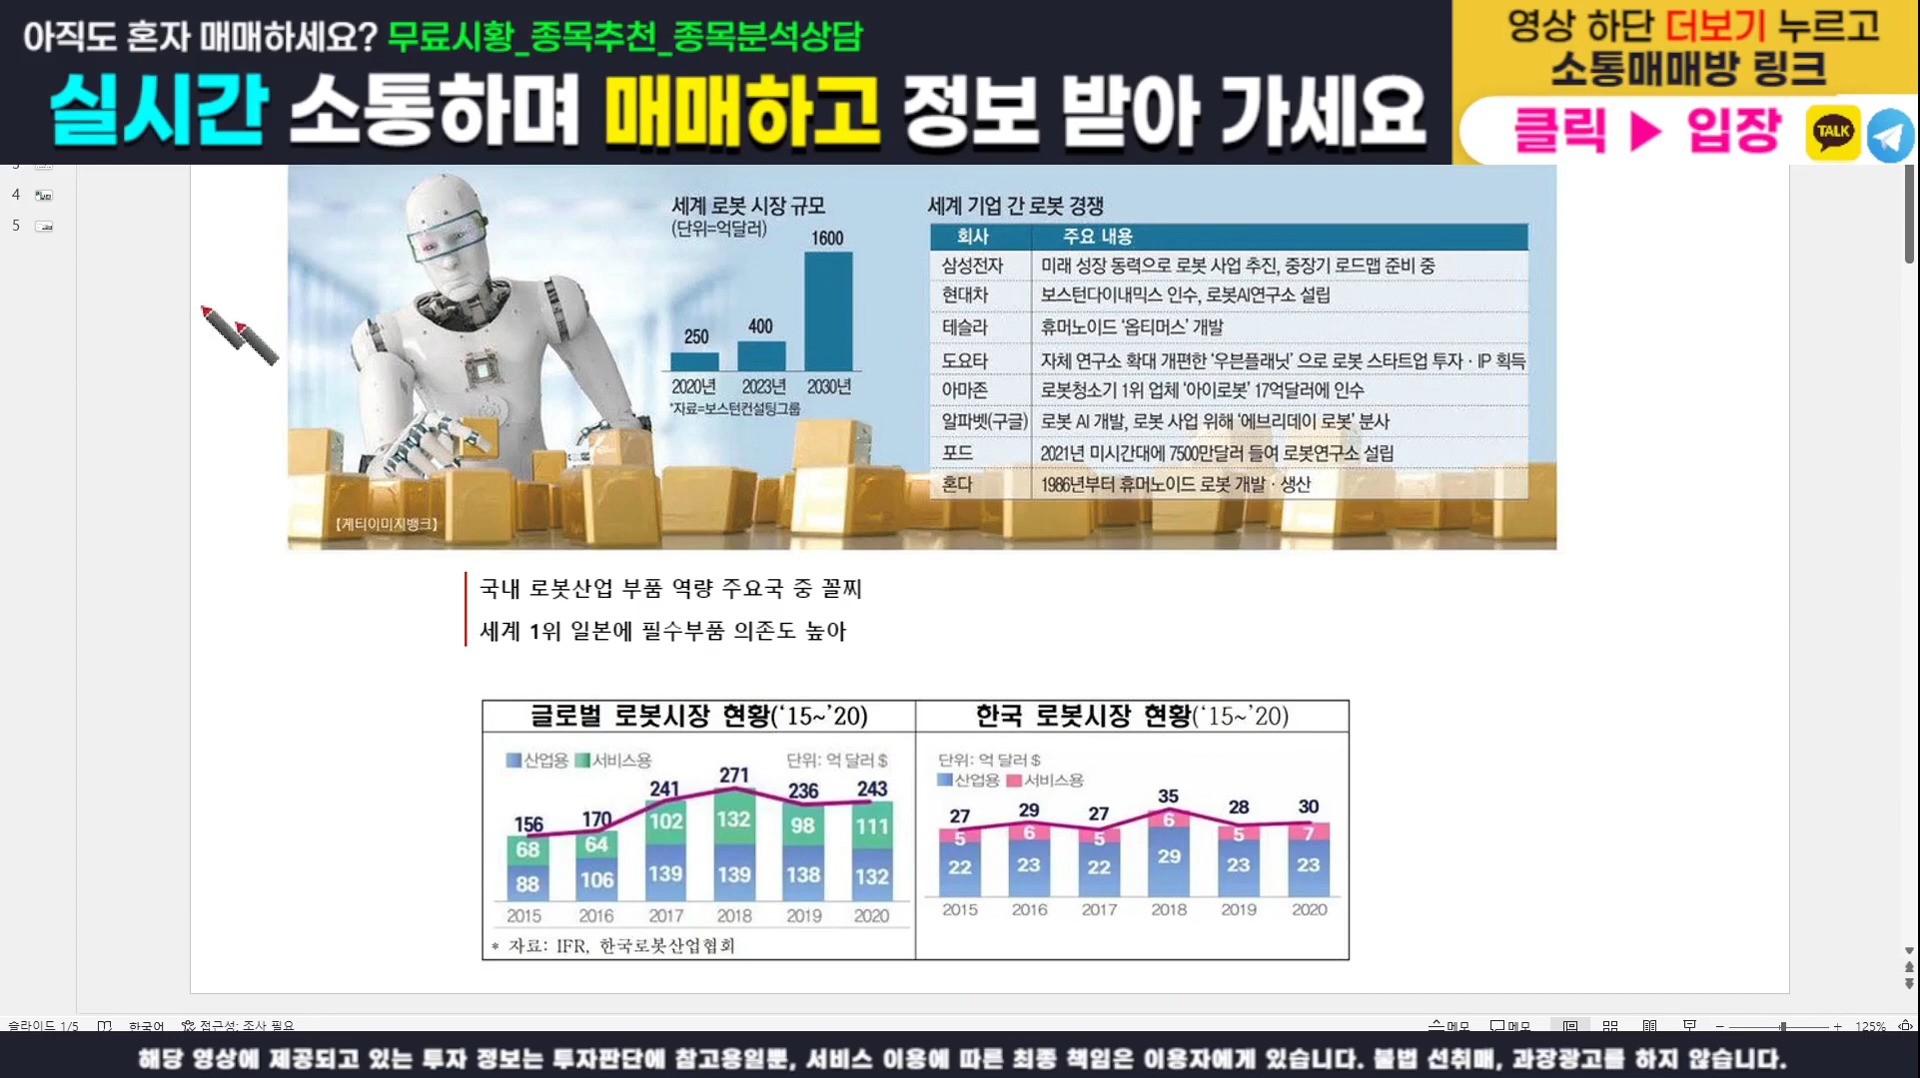 아직도 혼자 매매하세요? 무료시황_종목추천_종목분석상담
실시간 소통하며 매매하고 정보 받아 가세요
영상 하단 더보기 누르고
소통매매방 링크
클릭 ▶ 입장
TALK
4
5
세계 로봇 시장 규모
(단위=억달러)
250
400
1600
2020년 2023년 2030년
*자료=보스턴컨설팅그룹
【게티이미지뱅크】
세계 기업 간 로봇 경쟁
회사 주요 내용
삼성전자 미래 성장 동력으로 로봇 사업 추진, 중장기 로드맵 준비 중
현대차 보스턴다이내믹스 인수, 로봇AI연구소 설립
테슬라 휴머노이드 ‘옵티머스’ 개발
도요타 자체 연구소 확대 개편한 ‘우븐플래닛’ 으로 로봇 스타트업 투자·IP 획득
아마존 로봇청소기 1위 업체 ‘아이로봇’ 17억달러에 인수
알파벳(구글) 로봇 AI 개발, 로봇 사업 위해 ‘에브리데이 로봇’ 분사
포드 2021년 미시간대에 7500만달러 들여 로봇연구소 설립
혼다 1986년부터 휴머노이드 로봇 개발·생산
국내 로봇산업 부품 역량 주요국 중 꼴찌
세계 1위 일본에 필수부품 의존도 높아
글로벌 로봇시장 현황(‘15~’20)
산업용 서비스용 단위: 억 달러 $
156 170 241 271 236 243
68 64 102 132 98 111
88 106 139 139 138 132
2015 2016 2017 2018 2019 2020
* 자료: IFR, 한국로봇산업협회
한국 로봇시장 현황(‘15~’20)
단위: 억 달러 $
산업용 서비스용
27 29 27 35 28 30
5 6 5 6 5 7
22 23 22 29 23 23
2015 2016 2017 2018 2019 2020
슬라이드 1/5 한국어 접근성: 조사 필요
메모 메모 125%
해당 영상에 제공되고 있는 투자 정보는 투자판단에 참고용일뿐, 서비스 이용에 따른 최종 책임은 이용자에게 있습니다. 불법 선취매, 과장광고를 하지 않습니다.